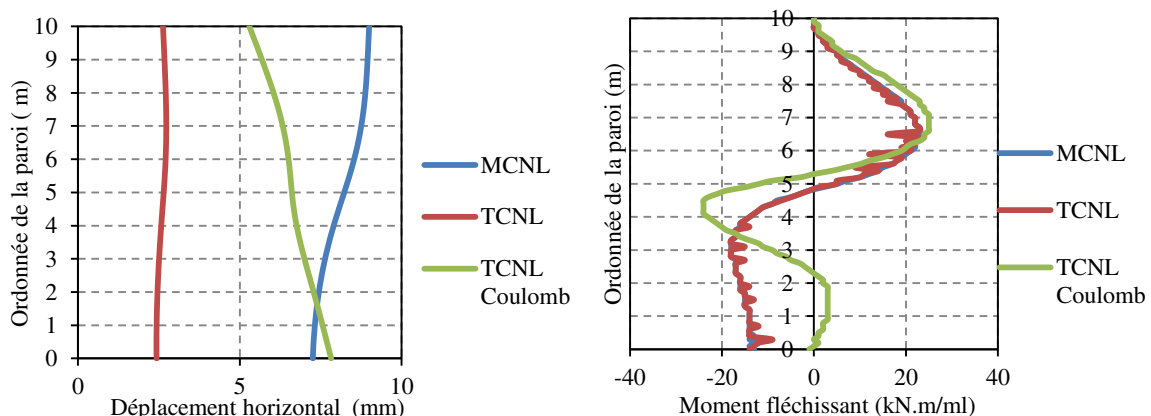 10
9
8
7
6
5
4
3
2
1
0
0
5
10
Ordonnée de la paroi ( m)
Déplacement horizontal (mm)
MCNL
TCNL
TCNL
Coulomb
10
9
8
7
6
5
4
3
2
1
0
-40
-20
0
20
40
Ordonnée de la paroi (m)
Moment fléchissant (kN.m/ml)
MCNL
TCNL
TCNL
Coulomb